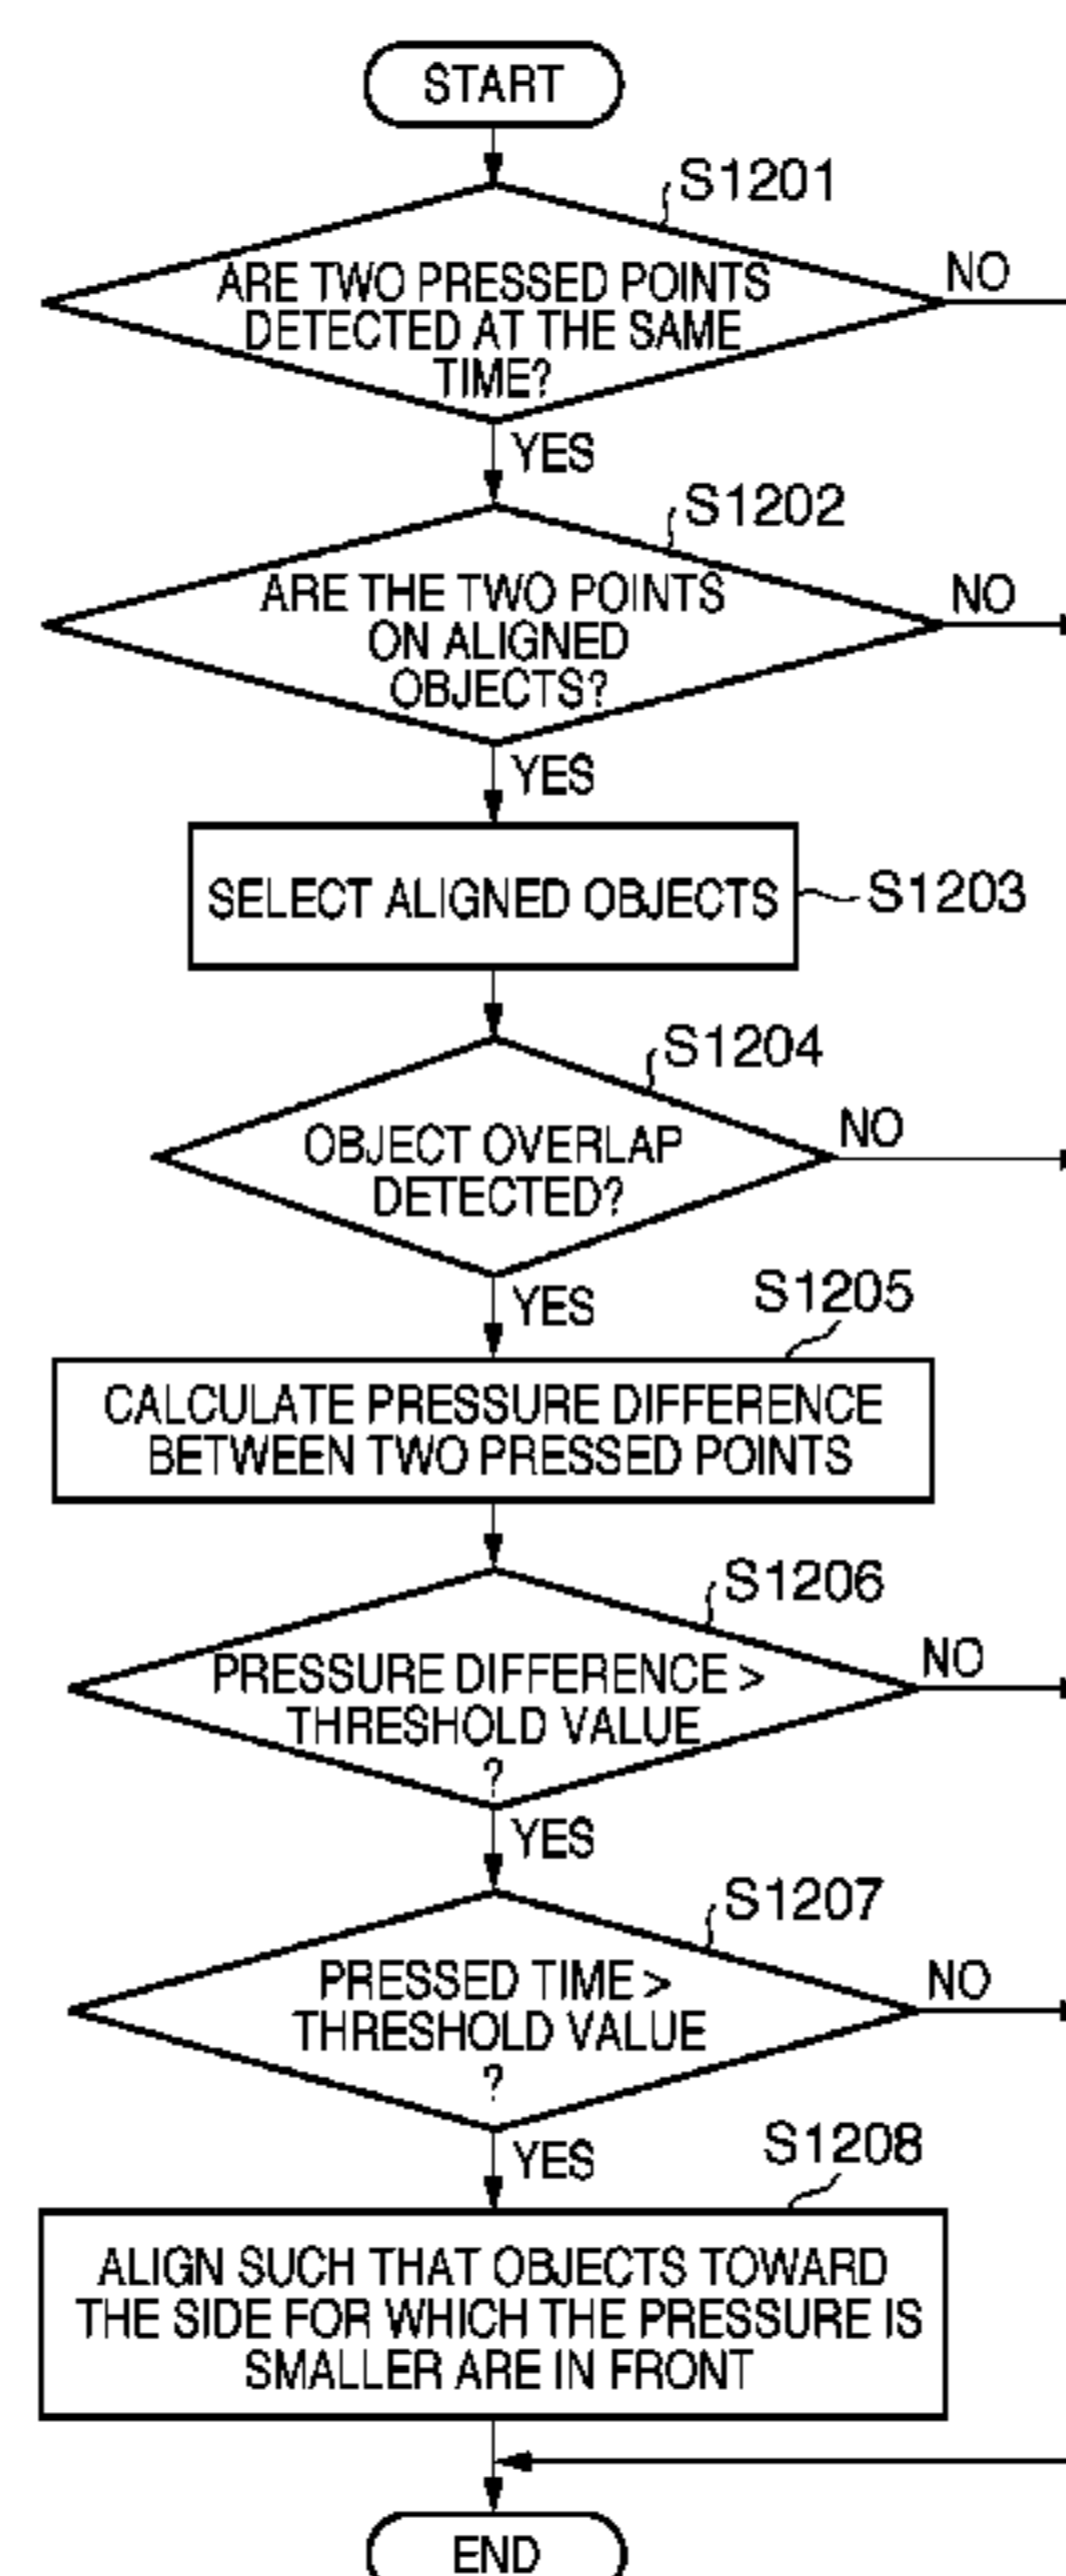 START
S1201
ARE TWO PRESSED POINTS
DETECTED AT THE SAME
TIME?
NO
YES
S1202
ARE THE TWO POINTS
ON ALIGNED
OBJECTS?
NO
YES
SELECT ALIGNED OBJECTS
S1203
S1204
OBJECT OVERLAP
DETECTED?
NO
YES
S1205
CALCULATE PRESSURE DIFFERENCE
BETWEEN TWO PRESSED POINTS
S1206
PRESSURE DIFFERENCE >
THRESHOLD VALUE
?
NO
YES
S1207
PRESSED TIME >
THRESHOLD VALUE
?
NO
YES
S1208
ALIGN SUCH THAT OBJECTS TOWARD
THE SIDE FOR WHICH THE PRESSURE IS
SMALLER ARE IN FRONT
END